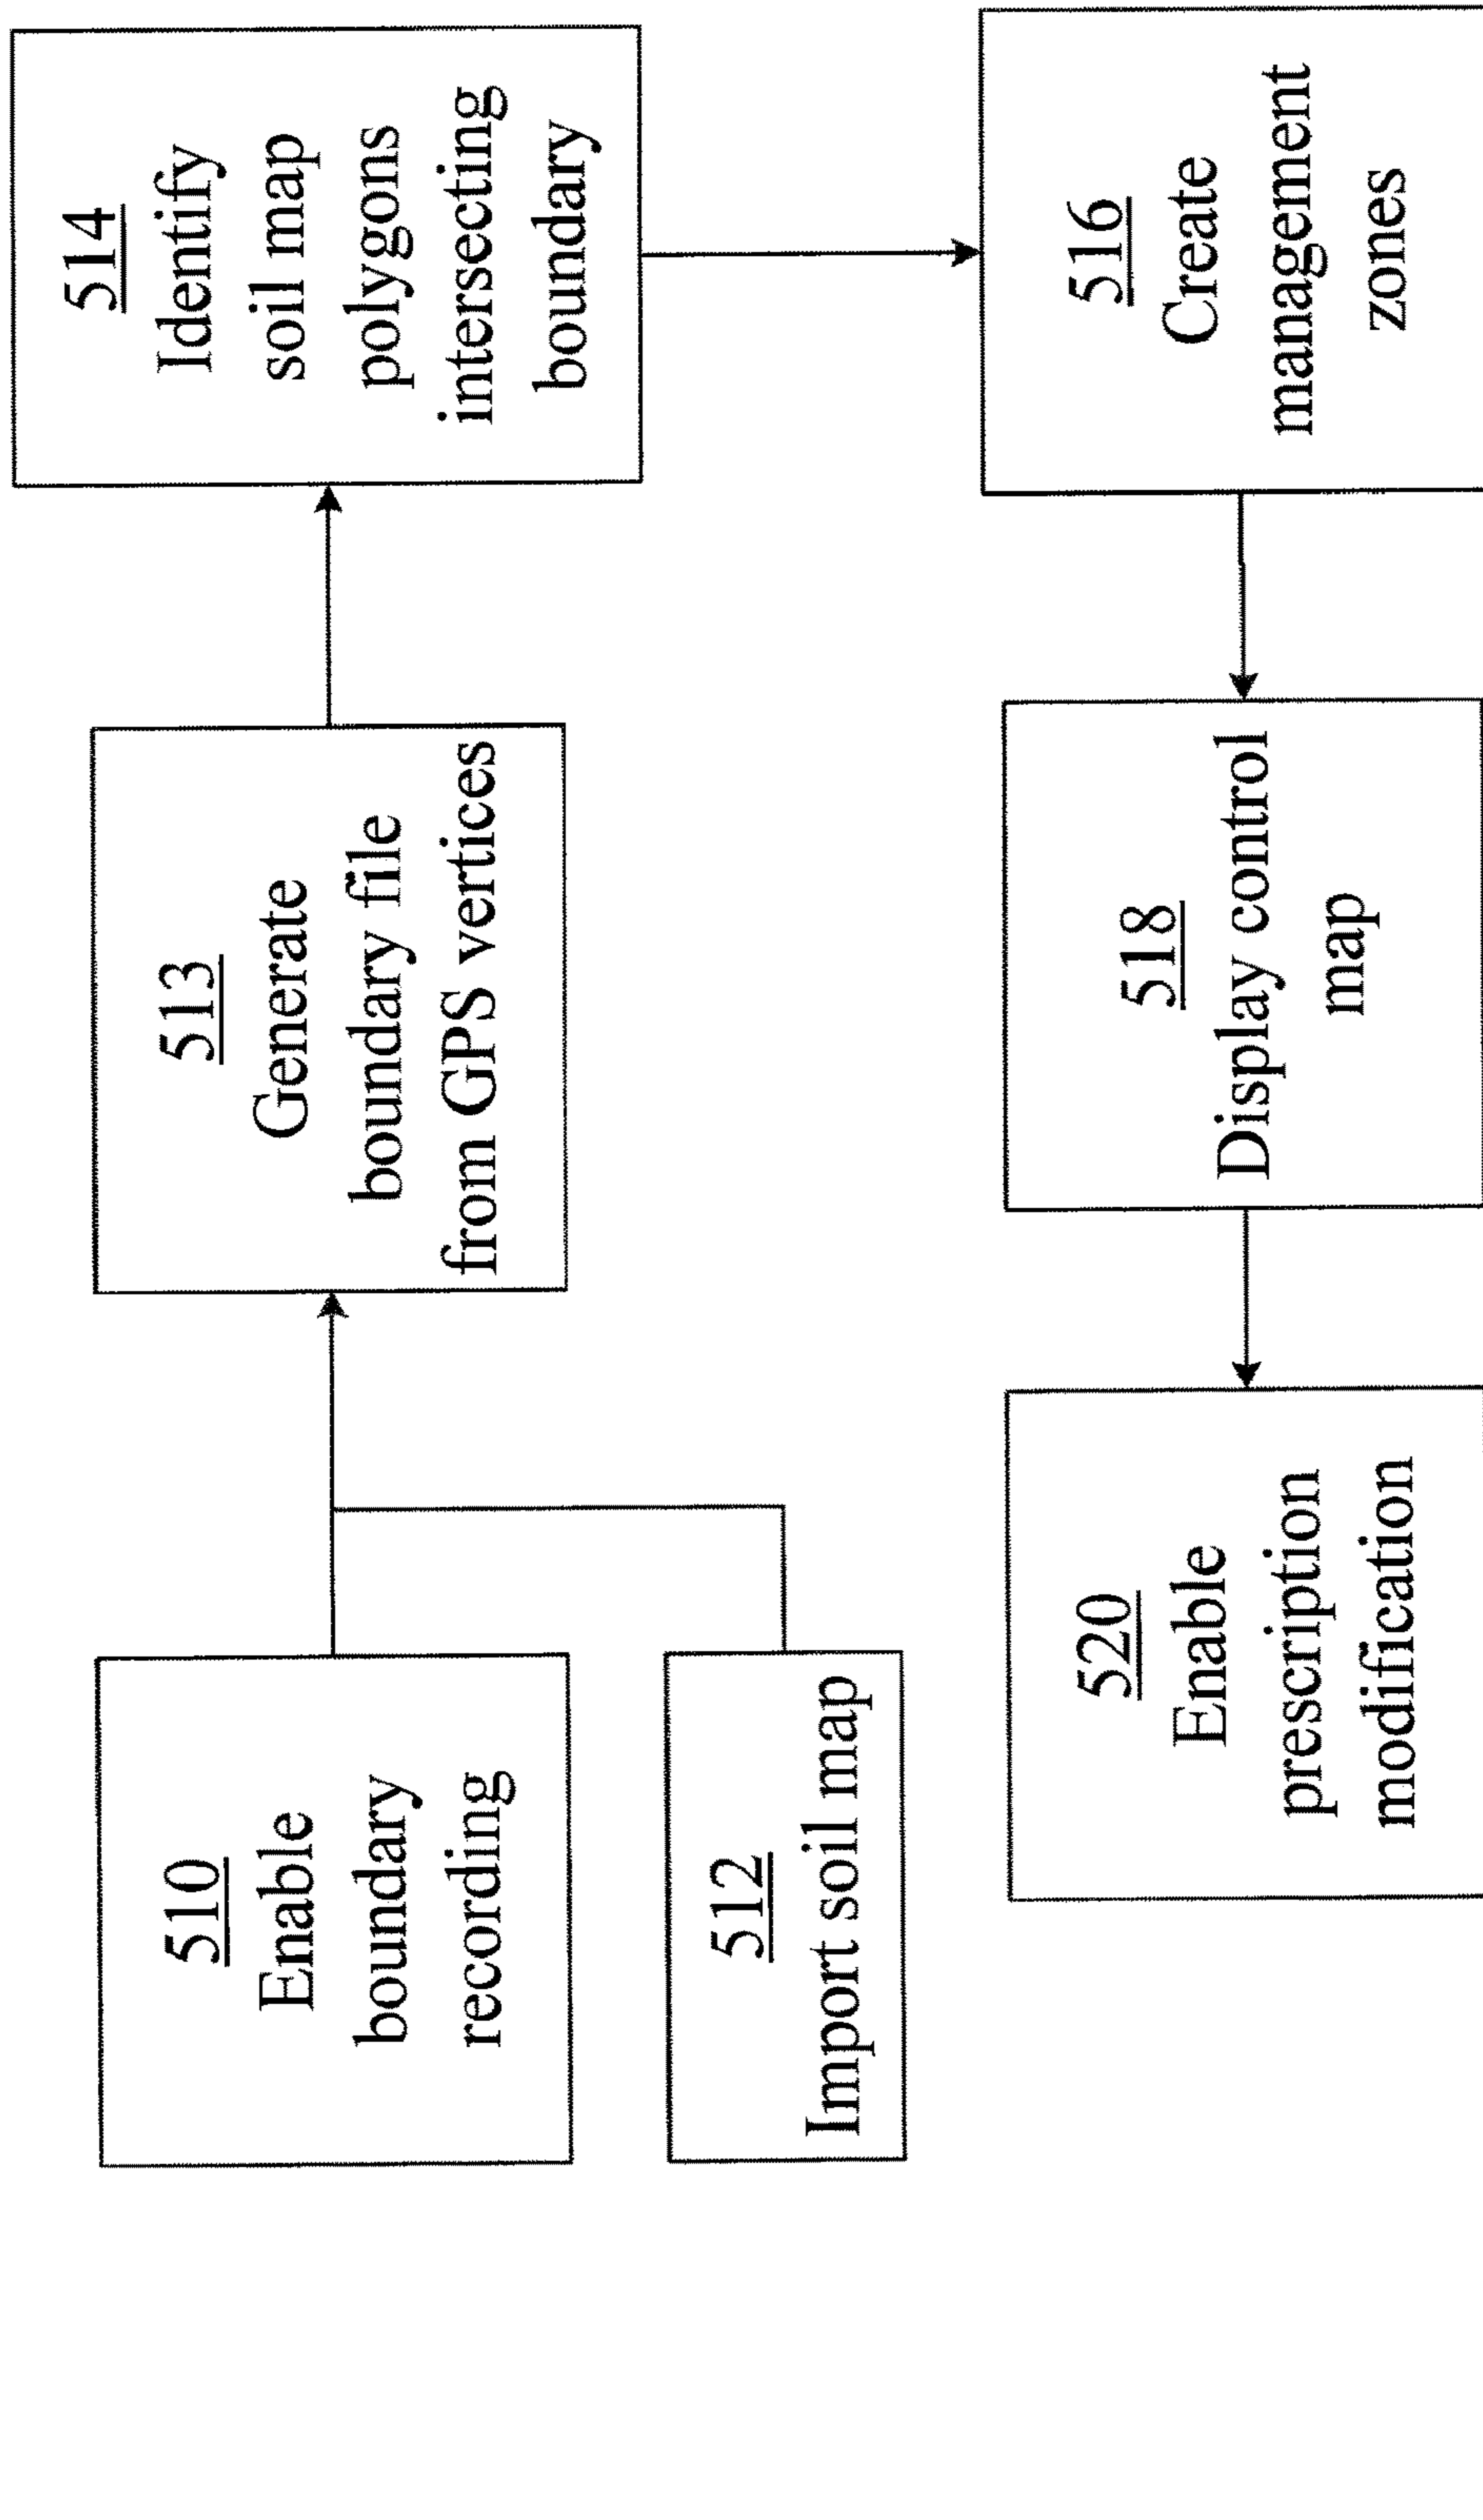 510
Enable
boundary
recording
512
Import soil map
513
Generate
boundary file
from GPS vertices
514
Identify
soil map
polygons
intersecting
boundary
516
Create
management
zones
518
Display control
map
520
Enable
prescription
modification